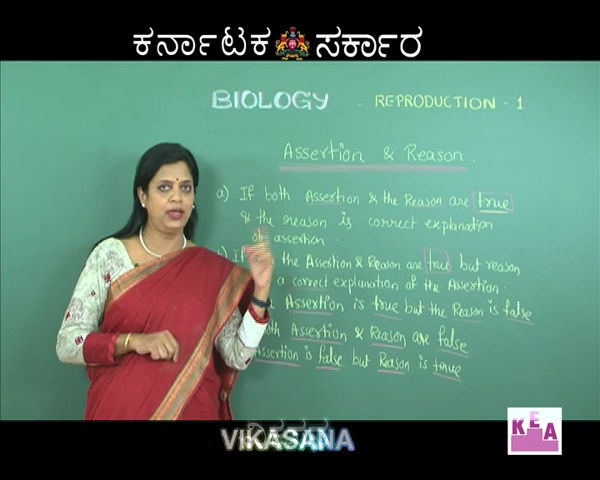 ಕರ್ನಾಟಕ ಸರ್ಕಾರ
BIOLOGY . REPRODUCTION - 1
Assertion & Reason .
a) If both Assertion & the Reason are true
& the reason is correct explanation
of assertion .
the Assertion & Reason are true but reason
a correct explanation of the Assertion .
Assertion is true but the Reason is false
Assertion & Reason are false
Assertion is false but Reason is true
VIKASANA
KEA